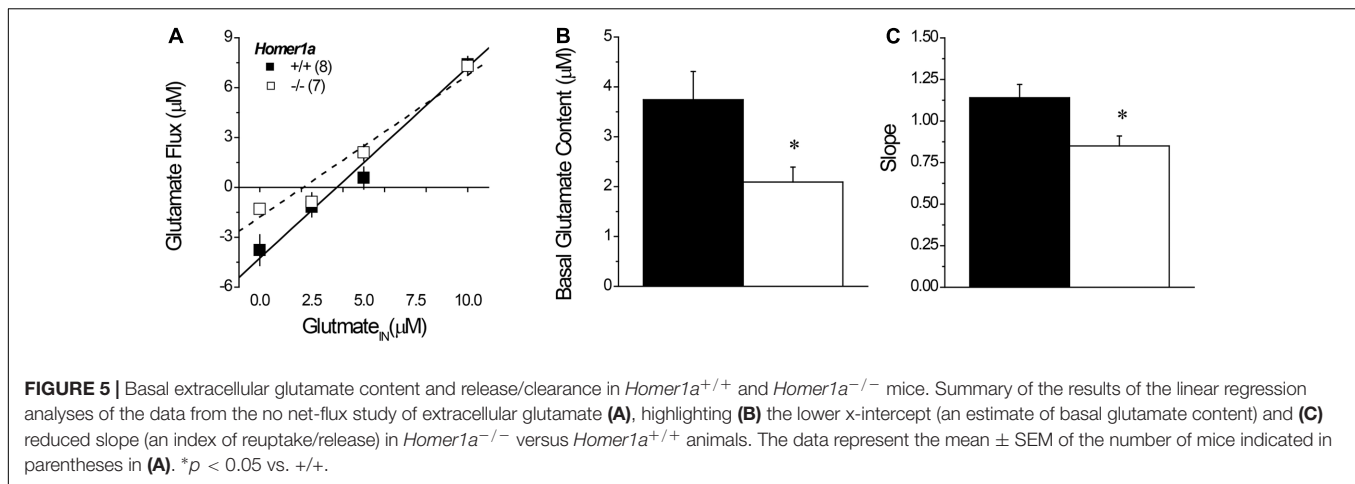 A
Homer1a
+/+ (8)
-/- (7)
Glutamate Flux (μM)
9
6
3
0
-3
-6
0.0 2.5 5.0 10.0
Glutmate_IN(μM)
B
Basal Glutamate Content (μM)
5
4
3
2
1
0
*
C
Slope
1.50
1.25
1.00
0.75
0.50
0.25
0.00
*
FIGURE 5 | Basal extracellular glutamate content and release/clearance in Homer1a+/+ and Homer1a−/− mice. Summary of the results of the linear regression
analyses of the data from the no net-flux study of extracellular glutamate (A), highlighting (B) the lower x-intercept (an estimate of basal glutamate content) and (C)
reduced slope (an index of reuptake/release) in Homer1a−/− versus Homer1a+/+ animals. The data represent the mean ± SEM of the number of mice indicated in
parentheses in (A). *p < 0.05 vs. +/+.